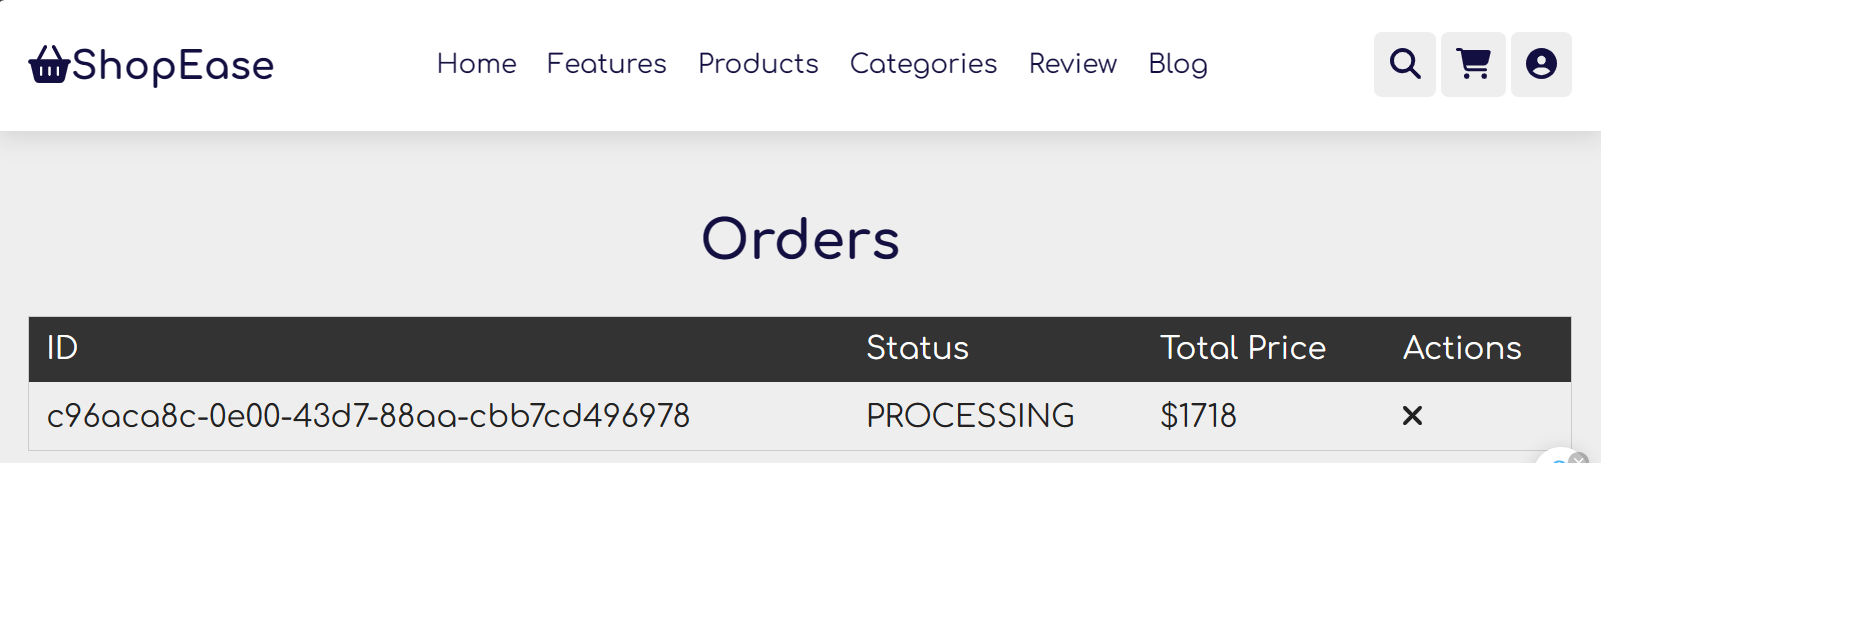 ShopEase Home Features Products Categories Review Blog
Orders
ID Status Total Price Actions
c96aca8c-0e00-43d7-88aa-cbb7cd496978 PROCESSING $1718